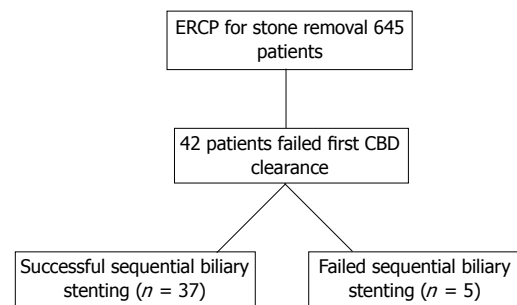 ERCP for stone removal 645
patients
42 patients failed first CBD
clearance
Successful sequential biliary
stenting (n = 37)
Failed sequential biliary
stenting (n = 5)